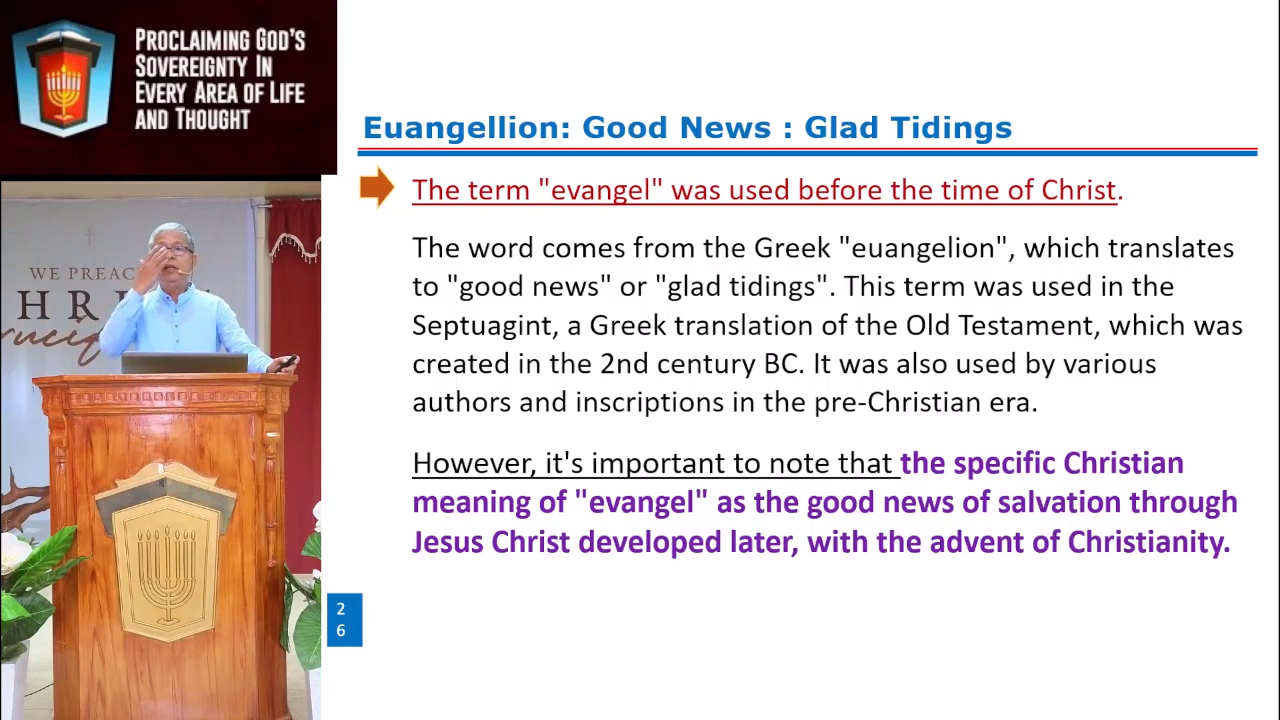 PROCLAIMING GOD'S
SOVEREIGNTY IN
EVERY AREA OF LIFE
AND THOUGHT
Euangellion: Good News : Glad Tidings
The term "evangel" was used before the time of Christ.
The word comes from the Greek "euangelion", which translates
to "good news" or "glad tidings". This term was used in the
Septuagint, a Greek translation of the Old Testament, which was
created in the 2nd century BC. It was also used by various
authors and inscriptions in the pre-Christian era.
However, it's important to note that the specific Christian
meaning of "evangel" as the good news of salvation through
Jesus Christ developed later, with the advent of Christianity.
WE PREAC
HR
ucif
2
6